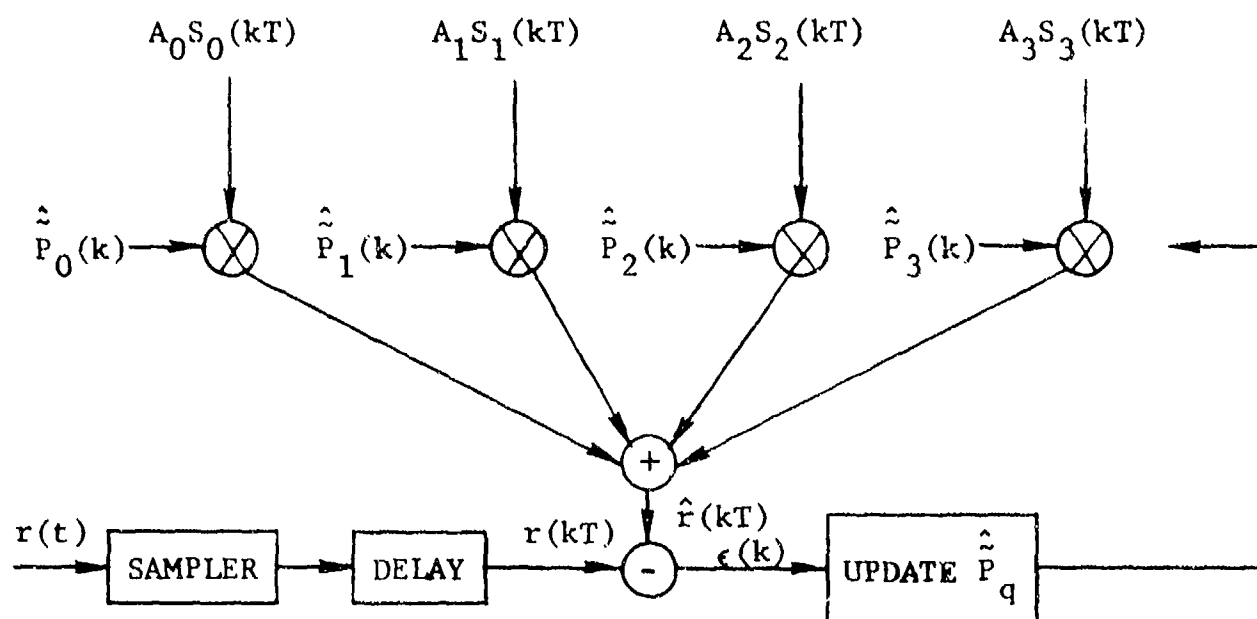 A₀S₀(kT) A₁S₁(kT) A₂S₂(kT) A₃S₃(kT)
P̰̂₀(k) P̰̂₁(k) P̰̂₂(k) P̰̂₃(k)
+
r(t) SAMPLER DELAY r(kT) - r̂(kT) ϵ(k) UPDATE P̰̂q